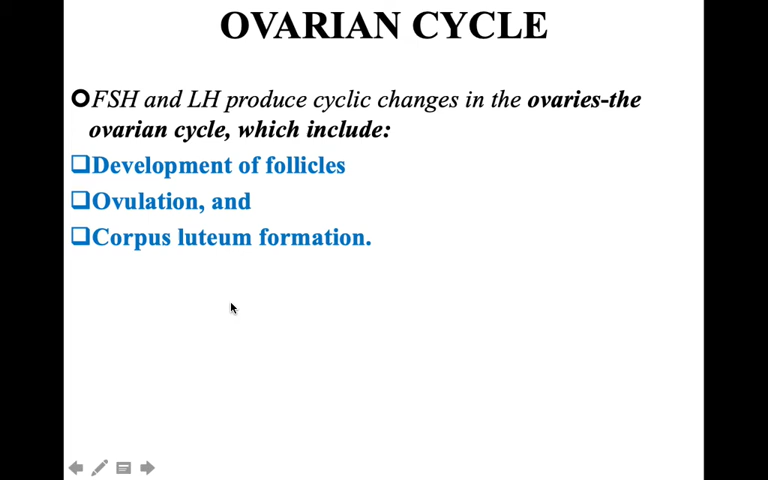 OVARIAN CYCLE
FSH and LH produce cyclic changes in the ovaries-the
ovarian cycle, which include:
Development of follicles
Ovulation, and
Corpus luteum formation.